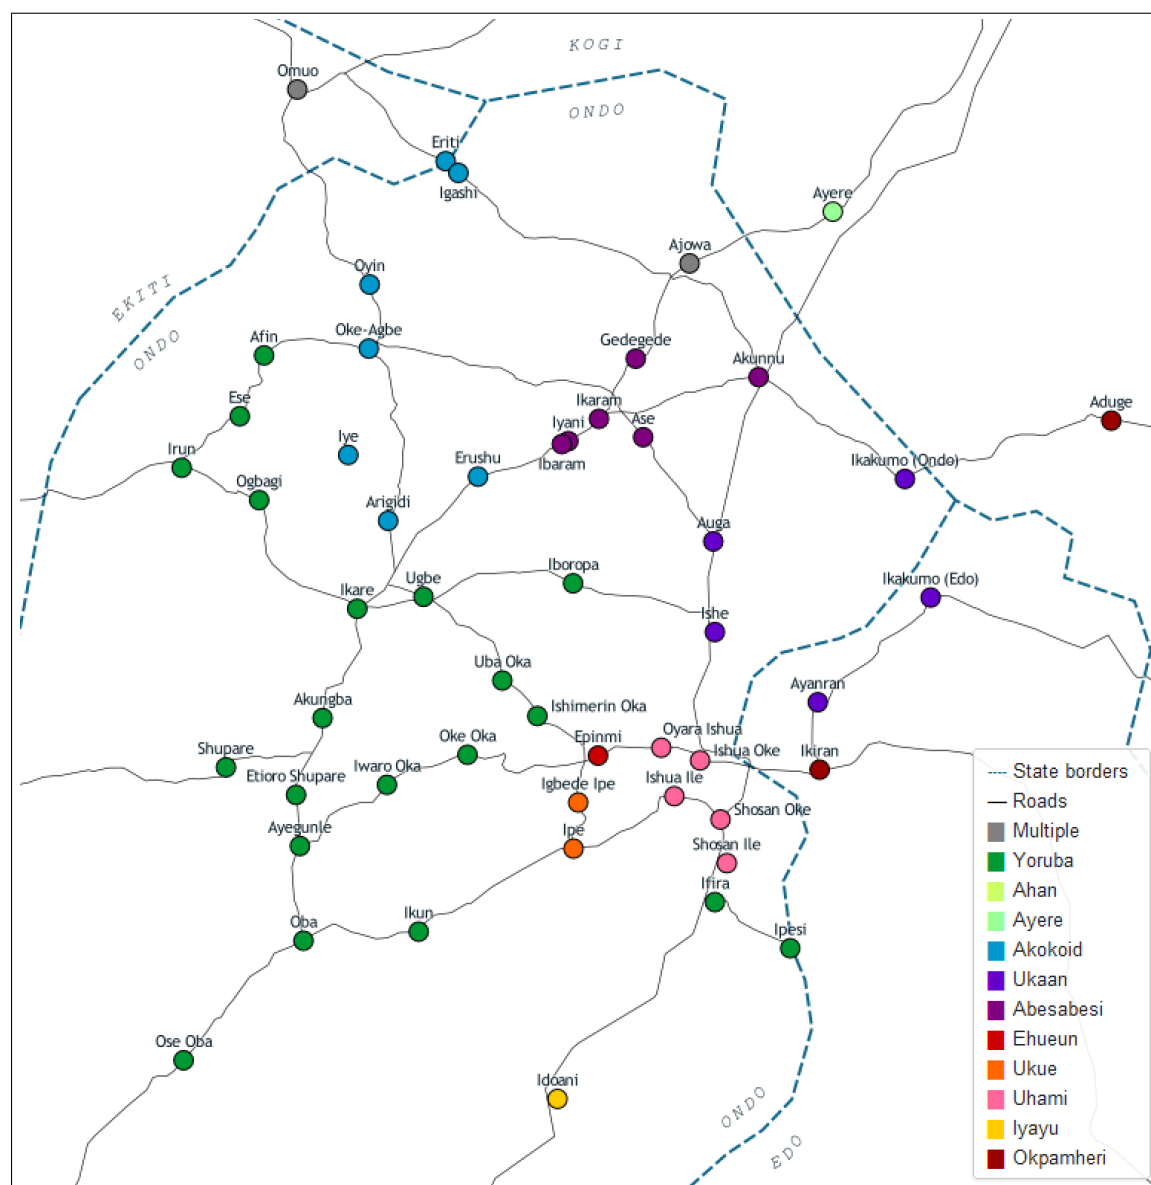 KOGI
Omuo
ONDO
Eriti
Igashi
Ayere
Ajowa
Oyin
EKITI
ONDO
Afin
Oke-Agbe
Gedegede
Akunnu
Ese
Ikaram
Ase
Aduge
Iye
Iyani
Irun
Erushu
Ibaram
Ikakumo (Ondo)
Ogbagi
Arigidi
Auga
Ikare
Ugbe
Iboropa
Ikakumo (Edo)
Ishe
Uba Oka
Ayanran
Akungba
Ishimerin Oka
Shupare
Oke Oka
Epinmi
Oyara Ishua
Ishua Oke
Ikiran
Etioro Shupare
Iwaro Oka
Igbede Ipe
Ishua Ile
Shosan Oke
Ayegunle
Ipe
Shosan Ile
Ifira
Oba
Ikun
Ipesi
Ose Oba
Idoani
ONDO
EDO
State borders
Roads
Multiple
Yoruba
Ahan
Ayere
Akokoid
Ukaan
Abesabesi
Ehueun
Ukue
Uhami
Iyayu
Okpamheri